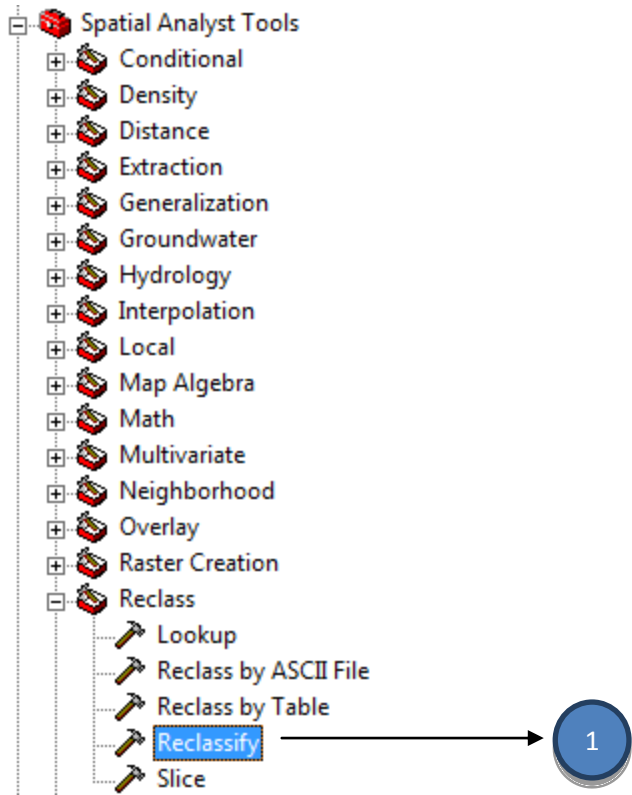 Spatial Analyst Tools
Conditional
Density
Distance
Extraction
Generalization
Groundwater
Hydrology
Interpolation
Local
Map Algebra
Math
Multivariate
Neighborhood
Overlay
Raster Creation
Reclass
Lookup
Reclass by ASCII File
Reclass by Table
Reclassify 1
Slice